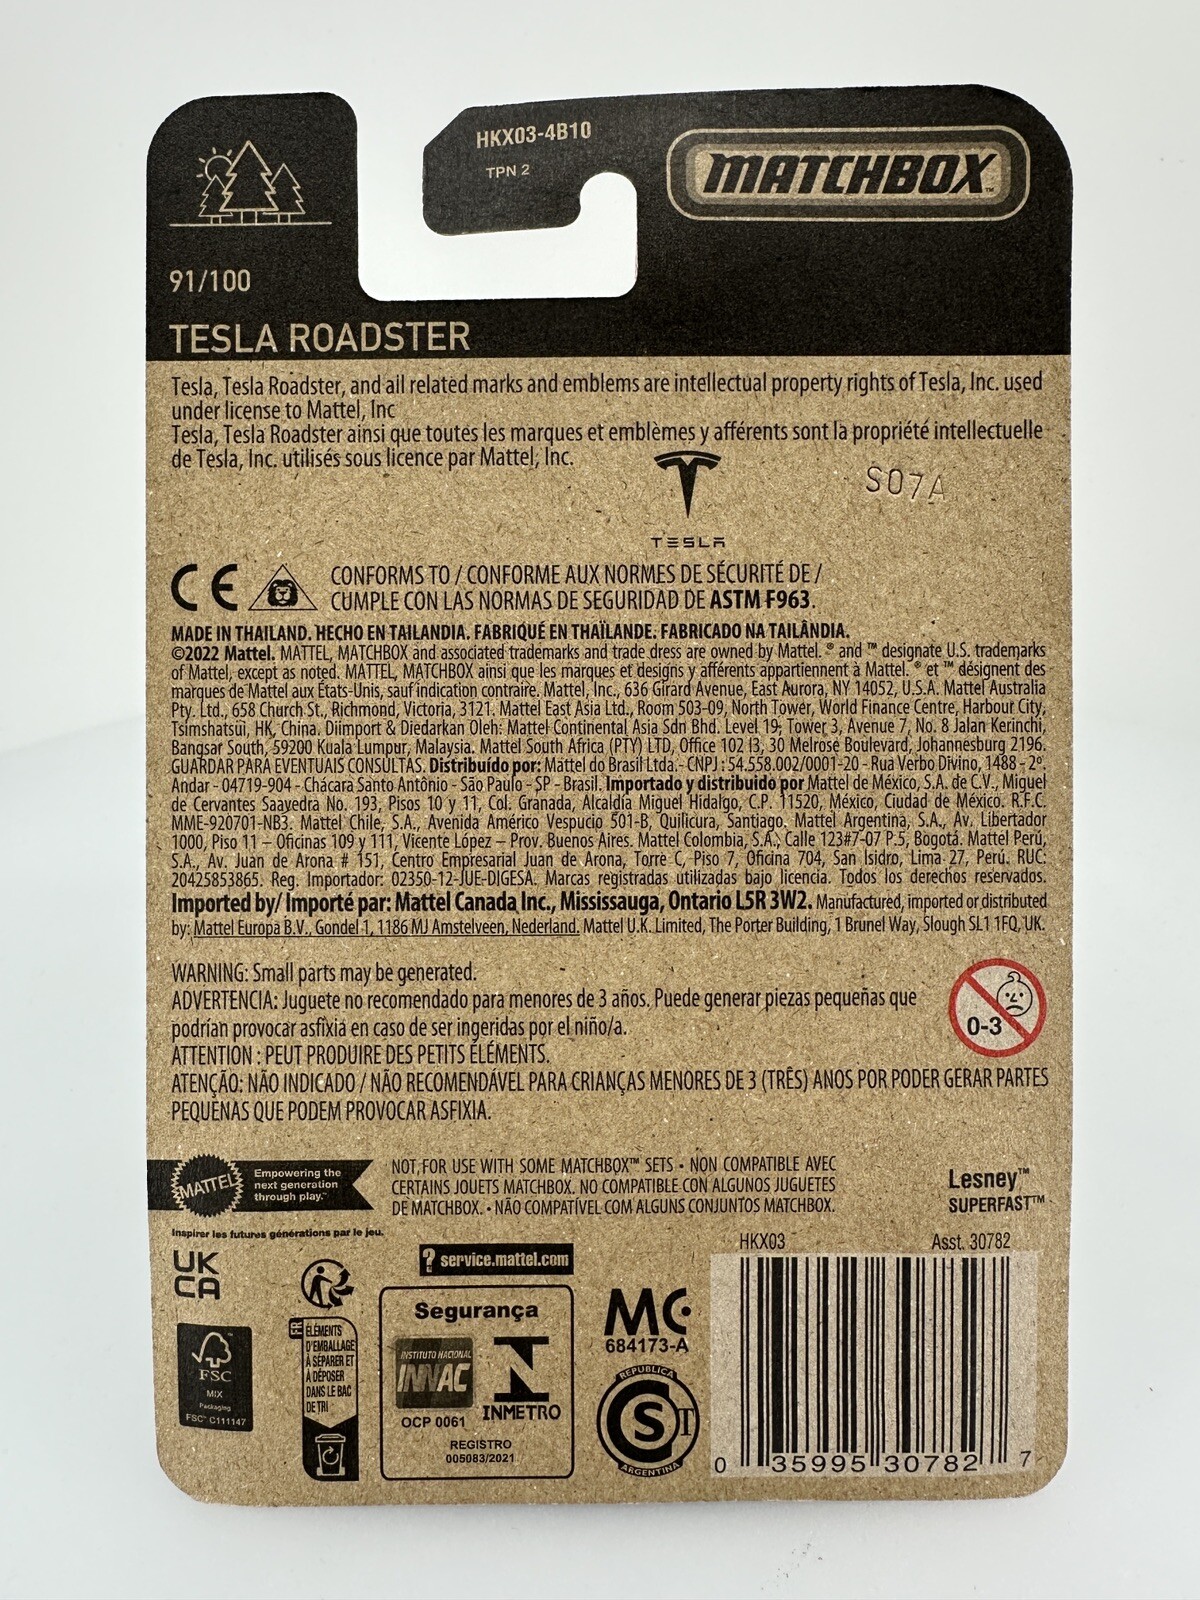 HKX03-4B10
TPN 2
MATCHBOX™
91/100
TESLA ROADSTER
Tesla, Tesla Roadster, and all related marks and emblems are intellectual property rights of Tesla, Inc. used
under license to Mattel, Inc
Tesla, Tesla Roadster ainsi que toutes les marques et emblèmes y afférents sont la propriété intellectuelle
de Tesla, Inc. utilisés sous licence par Mattel, Inc.
S07A
TESLA
CE
CONFORMS TO / CONFORME AUX NORMES DE SÉCURITÉ DE /
CUMPLE CON LAS NORMAS DE SEGURIDAD DE ASTM F963.
MADE IN THAILAND. HECHO EN TAILANDIA. FABRIQUÉ EN THAÏLANDE. FABRICADO NA TAILÂNDIA.
©2022 Mattel. MATTEL, MATCHBOX and associated trademarks and trade dress are owned by Mattel. ® and ™ designate U.S. trademarks
of Mattel, except as noted. MATTEL, MATCHBOX ainsi que les marques et designs y afférents appartiennent à Mattel. ® et ™ désignent des
marques de Mattel aux États-Unis, sauf indication contraire. Mattel, Inc., 636 Girard Avenue, East Aurora, NY 14052, U.S.A. Mattel Australia
Pty. Ltd., 658 Church St., Richmond, Victoria, 3121. Mattel East Asia Ltd., Room 503-09, North Tower, World Finance Centre, Harbour City,
Tsimshatsui, HK, China. Diimport & Diedarkan Oleh: Mattel Continental Asia Sdn Bhd. Level 19, Tower 3, Avenue 7, No. 8 Jalan Kerinchi,
Bangsar South, 59200 Kuala Lumpur, Malaysia. Mattel South Africa (PTY) LTD, Office 102 I3, 30 Melrose Boulevard, Johannesburg 2196.
GUARDAR PARA EVENTUAIS CONSULTAS. Distribuído por: Mattel do Brasil Ltda.- CNPJ : 54.558.002/0001-20 - Rua Verbo Divino, 1488 - 2º.
Andar - 04719-904 - Chácara Santo Antônio - São Paulo - SP - Brasil. Importado y distribuido por Mattel de México, S.A. de C.V., Miguel
de Cervantes Saavedra No. 193, Pisos 10 y 11, Col. Granada, Alcaldía Miguel Hidalgo, C.P. 11520, México, Ciudad de México. R.F.C.
MME-920701-NB3. Mattel Chile, S.A., Avenida Américo Vespucio 501-B, Quilicura, Santiago. Mattel Argentina, S.A., Av. Libertador
1000, Piso 11 – Oficinas 109 y 111, Vicente López – Prov. Buenos Aires. Mattel Colombia, S.A., Calle 123#7-07 P.5, Bogotá. Mattel Perú,
S.A., Av. Juan de Arona # 151, Centro Empresarial Juan de Arona, Torre C, Piso 7, Oficina 704, San Isidro, Lima 27, Perú. RUC:
20425853865. Reg. Importador: 02350-12-JUE-DIGESA. Marcas registradas utilizadas bajo licencia. Todos los derechos reservados.
Imported by/ Importé par: Mattel Canada Inc., Mississauga, Ontario L5R 3W2. Manufactured, imported or distributed
by: Mattel Europa B.V., Gondel 1, 1186 MJ Amstelveen, Nederland. Mattel U.K. Limited, The Porter Building, 1 Brunel Way, Slough SL1 1FQ, UK.
WARNING: Small parts may be generated.
ADVERTENCIA: Juguete no recomendado para menores de 3 años. Puede generar piezas pequeñas que
podrían provocar asfixia en caso de ser ingeridas por el niño/a.
ATTENTION : PEUT PRODUIRE DES PETITS ÉLÉMENTS.
ATENÇÃO: NÃO INDICADO / NÃO RECOMENDÁVEL PARA CRIANÇAS MENORES DE 3 (TRÊS) ANOS POR PODER GERAR PARTES
PEQUENAS QUE PODEM PROVOCAR ASFIXIA.
0-3
MATTEL
Empowering the
next generation
through play.™
Inspirer les futures générations par le jeu.
NOT FOR USE WITH SOME MATCHBOX™ SETS • NON COMPATIBLE AVEC
CERTAINS JOUETS MATCHBOX. NO COMPATIBLE CON ALGUNOS JUGUETES
DE MATCHBOX. • NÃO COMPATÍVEL COM ALGUNS CONJUNTOS MATCHBOX.
Lesney™
SUPERFAST™
UK
CA
? service.mattel.com
HKX03
Asst. 30782
FSC
MIX
Packaging
FSC™ C111147
FR
ÉLÉMENTS
D'EMBALLAGE
À SÉPARER ET
À DÉPOSER
DANS LE BAC
DE TRI
Segurança
INSTITUTO NACIONAL
INNAC
OCP 0061
INMETRO
REGISTRO
005083/2021
MC
684173-A
REPUBLICA
S T
ARGENTINA
0 35995 30782 7